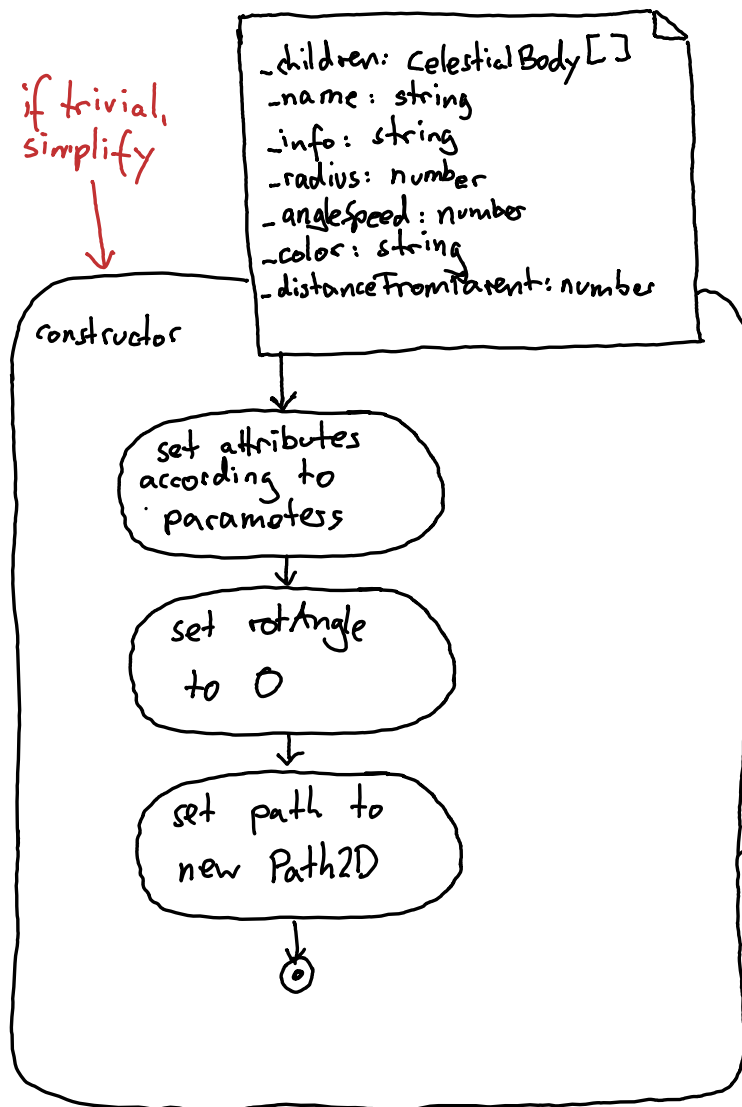 _children: CelestialBody[]
_name: string
_info: string
_radius: number
_angleSpeed: number
_color: string
_distanceFromParent: number
if trivial,
simplify
constructor
set attributes
according to
parameters
set rotAngle
to 0
set path to
new Path2D